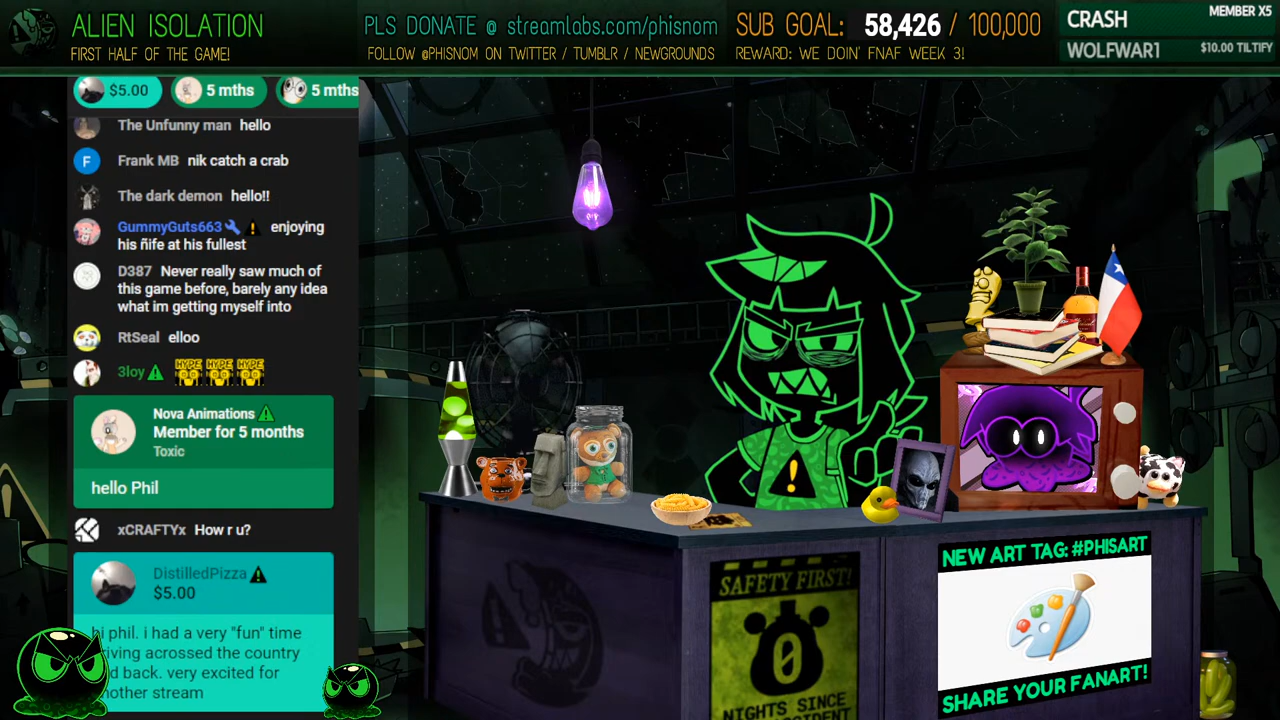 ALIEN ISOLATION
FIRST HALF OF THE GAME!
PLS DONATE @ streamlabs.com/phisnom
FOLLOW @PHISNOM ON TWITTER / TUMBLR / NEWGROUNDS
SUB GOAL: 58,426 / 100,000
REWARD: WE DOIN' FNAF WEEK 3!
CRASH MEMBER X5
WOLFWAR1 $10.00 TILTIFY
$5.00 5 mths 5 mths
The Unfunny man hello
Frank MB nik catch a crab
The dark demon hello!!
GummyGuts663 enjoying
his ñife at his fullest
D387 Never really saw much of
this game before, barely any idea
what im getting myself into
RtSeal elloo
3loy HYPE HYPE HYPE
Nova Animations
Member for 5 months
Toxic
hello Phil
xCRAFTYx How r u?
DistilledPizza
$5.00
hi phil. i had a very "fun" time
acrossed the country
back. very excited for
stream
SAFETY FIRST!
0
NIGHTS SINCE
NEW ART TAG: #PHISART
SHARE YOUR FANART!